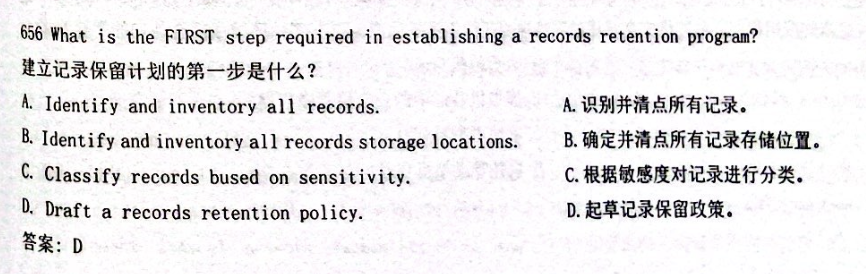 656 What is the FIRST step required in establishing a records retention program?
建立记录保留计划的第一步是什么？
A. Identify and inventory all records. A. 识别并清点所有记录。
B. Identify and inventory all records storage locations. B. 确定并清点所有记录存储位置。
C. Classify records bused on sensitivity. C. 根据敏感度对记录进行分类。
D. Draft a records retention policy. D. 起草记录保留政策。
答案: D